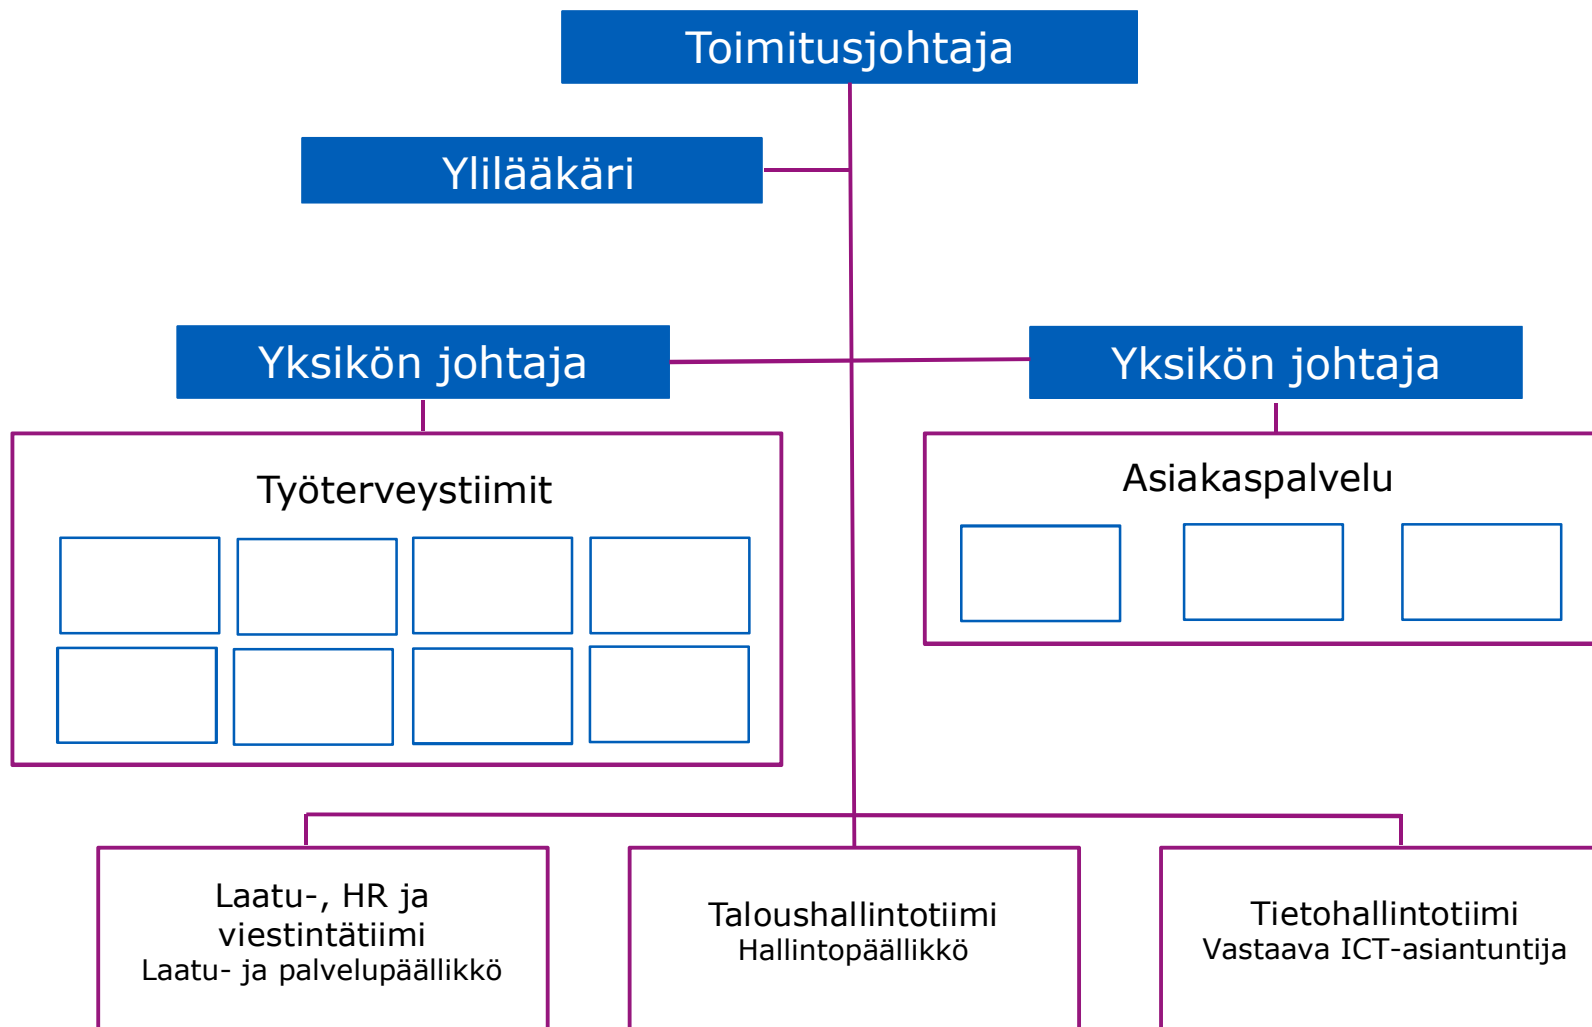 Toimitusjohtaja
Ylilääkäri
Yksikön johtaja
Yksikön johtaja
Työterveystiimit
Asiakaspalvelu
Laatu-, HR ja
viestintätiimi
Laatu- ja palvelupäällikkö
Taloushallintotiimi
Hallintopäällikkö
Tietohallintotiimi
Vastaava ICT-asiantuntija